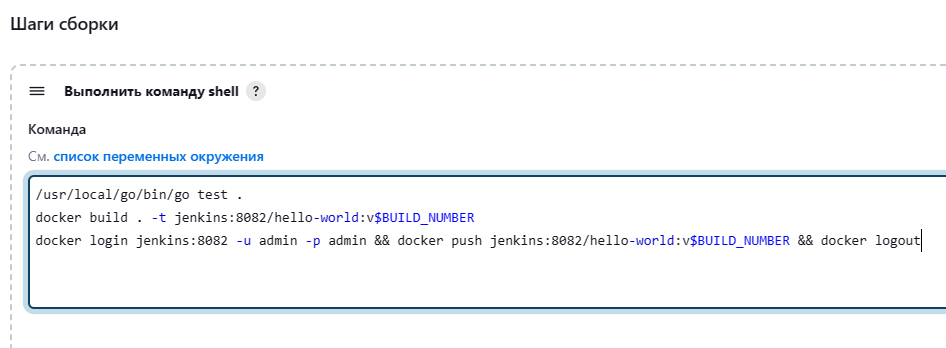 Шаги сборки
Выполнить команду shell ?
Команда
См. список переменных окружения
/usr/local/go/bin/go test .
docker build . -t jenkins:8082/hello-world:v$BUILD_NUMBER
docker login jenkins:8082 -u admin -p admin && docker push jenkins:8082/hello-world:v$BUILD_NUMBER && docker logout